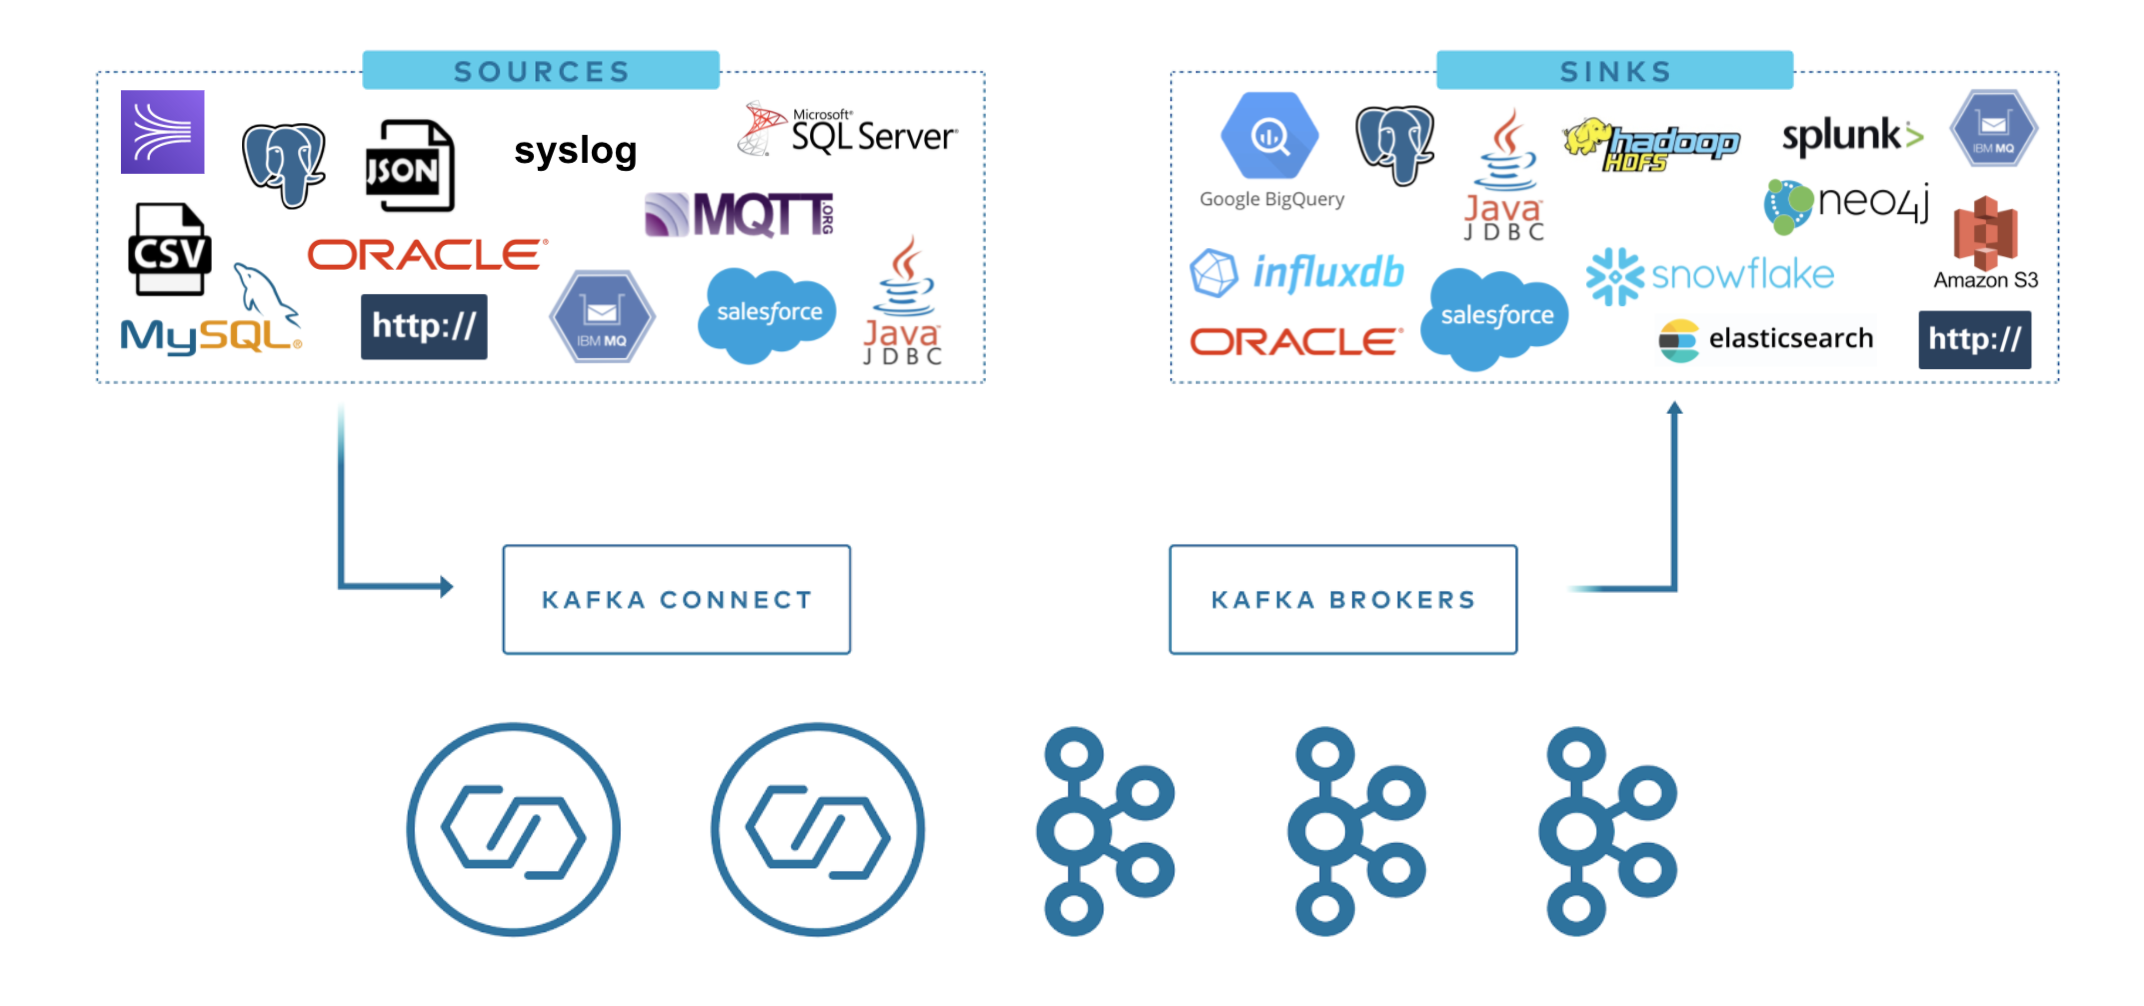 SOURCES
JSON
syslog
Microsoft®
SQL Server®
MQTT
.ORG
CSV
ORACLE®
MySQL®
http://
IBM MQ
salesforce
Java™
JDBC
SINKS
Google BigQuery
Java™
JDBC
hadoop
HDFS
splunk>
IBM MQ
neo4j
Amazon S3
influxdb
salesforce
snowflake
ORACLE®
elasticsearch
http://
KAFKA CONNECT
KAFKA BROKERS